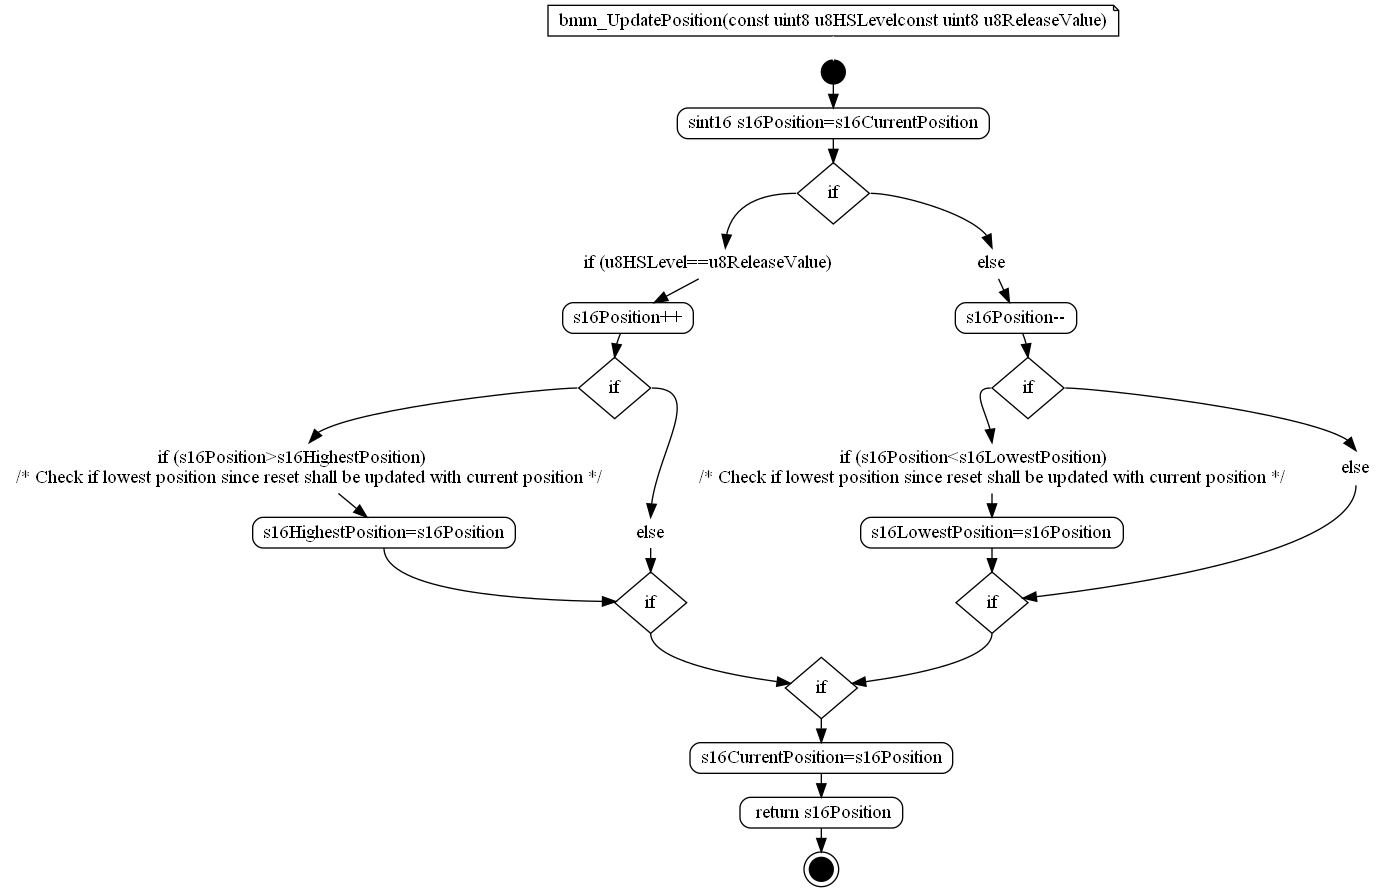 bmm_UpdatePosition(const uint8 u8HSLevelconst uint8 u8ReleaseValue)
sint16 s16Position=s16CurrentPosition
if
if (u8HSLevel==u8ReleaseValue)
else
s16Position++
s16Position--
if
if
if (s16Position>s16HighestPosition)
/* Check if lowest position since reset shall be updated with current position */
if (s16Position<s16LowestPosition)
/* Check if lowest position since reset shall be updated with current position */
else
s16HighestPosition=s16Position
else
s16LowestPosition=s16Position
if
if
if
s16CurrentPosition=s16Position
return s16Position